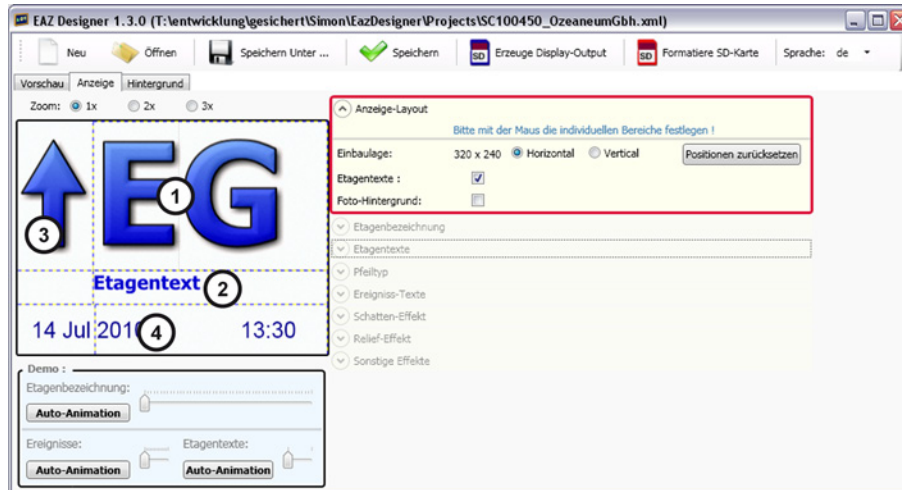 EAZ Designer 1.3.0 (T:\entwicklung\gesichert\Simon\EazDesigner\Projects\SC100450_OzeaneumGbh.xml)
Neu Öffnen Speichern Unter ... Speichern SD Erzeuge Display-Output SD Formatiere SD-Karte Sprache: de
Vorschau Anzeige Hintergrund
Zoom: 1x 2x 3x
EG
1
3
Etagentext 2
14 Jul 2010 4 13:30
Anzeige-Layout
Bitte mit der Maus die individuellen Bereiche festlegen !
Einbaulage: 320 x 240 Horizontal Vertical Positionen zurücksetzen
Etagentexte :
Foto-Hintergrund:
Etagenbezeichnung
Etagentexte
Pfeiltyp
Ereigniss-Texte
Schatten-Effekt
Relief-Effekt
Sonstige Effekte
Demo :
Etagenbezeichnung:
Auto-Animation
Ereignisse: Etagentexte:
Auto-Animation Auto-Animation